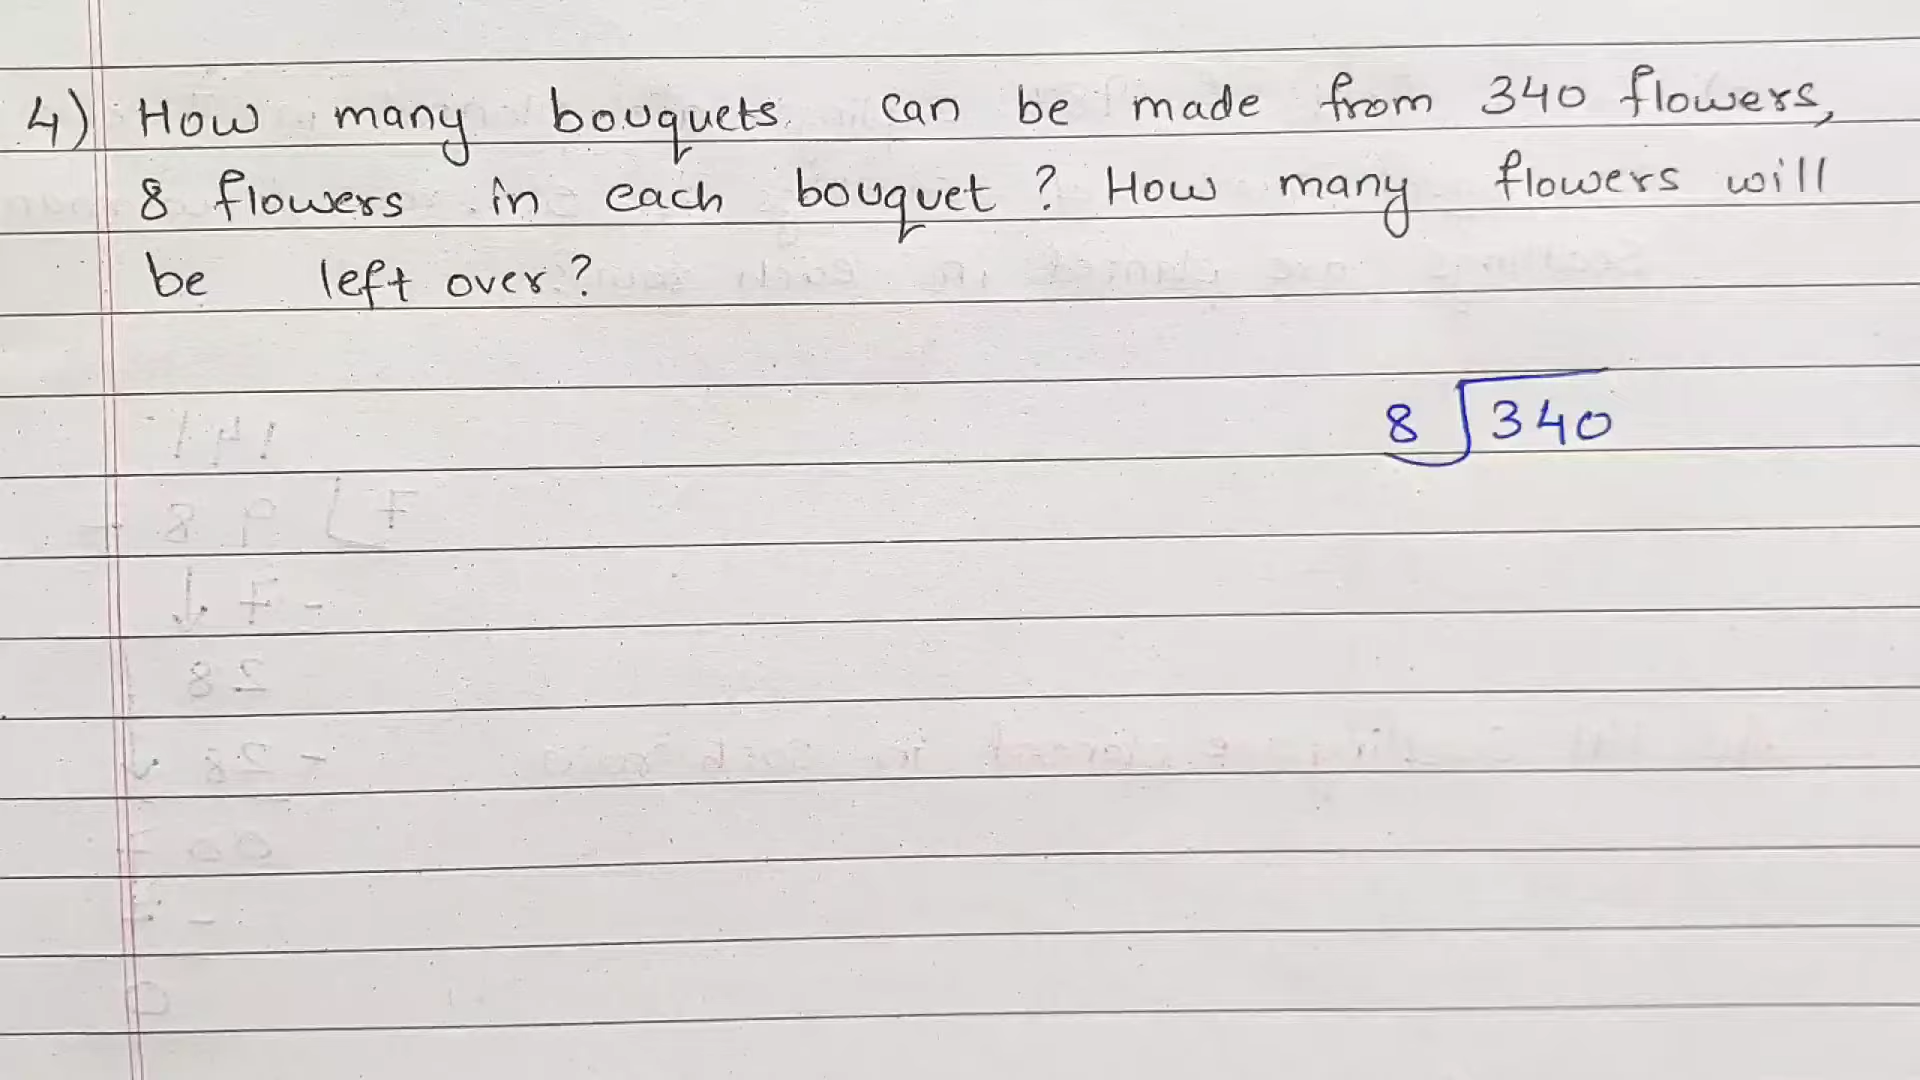 4) How many bouquets can be made from 340 flowers,
8 flowers in each bouquet ? How many flowers will
be left over ?
8 340